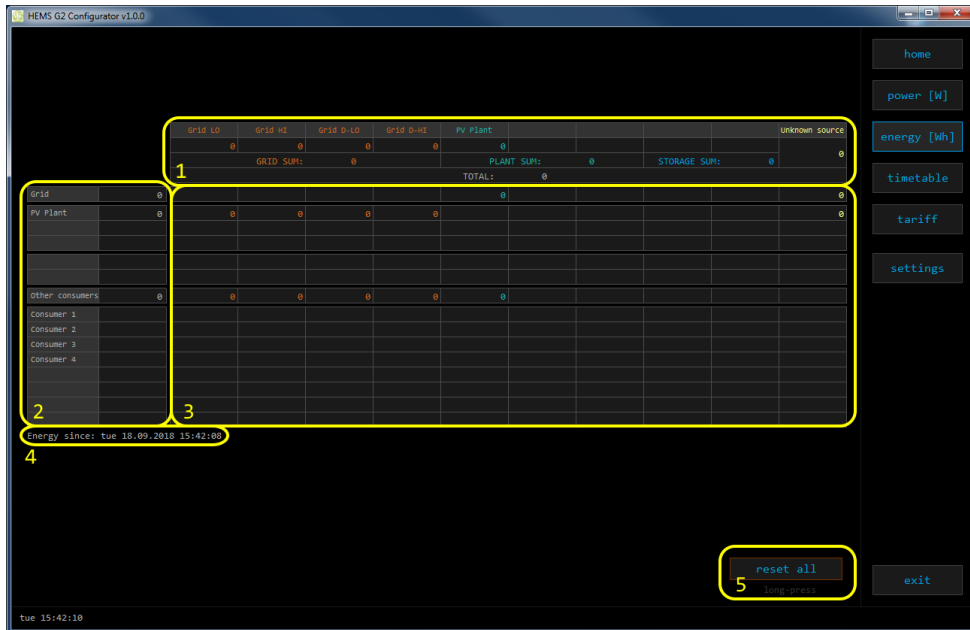 HEMS G2 Configurator v1.0.0
home
power [W]
energy [Wh]
timetable
tariff
settings
Grid LO Grid HI Grid D-LO Grid D-HI PV Plant Unknown source
0 0 0 0 0 0
GRID SUM: 0 PLANT SUM: 0 STORAGE SUM: 0
1
TOTAL: 0
Grid 0 0 0
PV Plant 0 0 0 0 0 0
Other consumers 0 0 0 0 0 0
Consumer 1
Consumer 2
Consumer 3
Consumer 4
2 3
Energy since: tue 18.09.2018 15:42:08
4
reset all
5
long-press
exit
tue 15:42:10